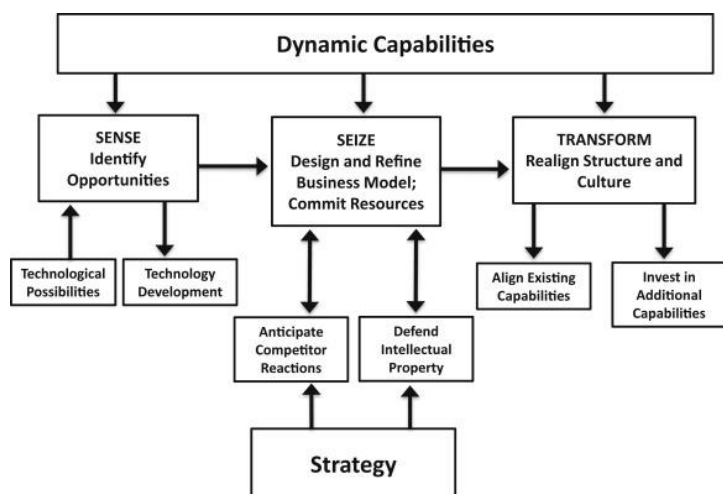 Dynamic Capabilities
SENSE
Identify
Opportunities
SEIZE
Design and Refine
Business Model;
Commit Resources
TRANSFORM
Realign Structure and
Culture
Technological
Possibilities
Technology
Development
Align Existing
Capabilities
Invest in
Additional
Capabilities
Anticipate
Competitor
Reactions
Defend
Intellectual
Property
Strategy